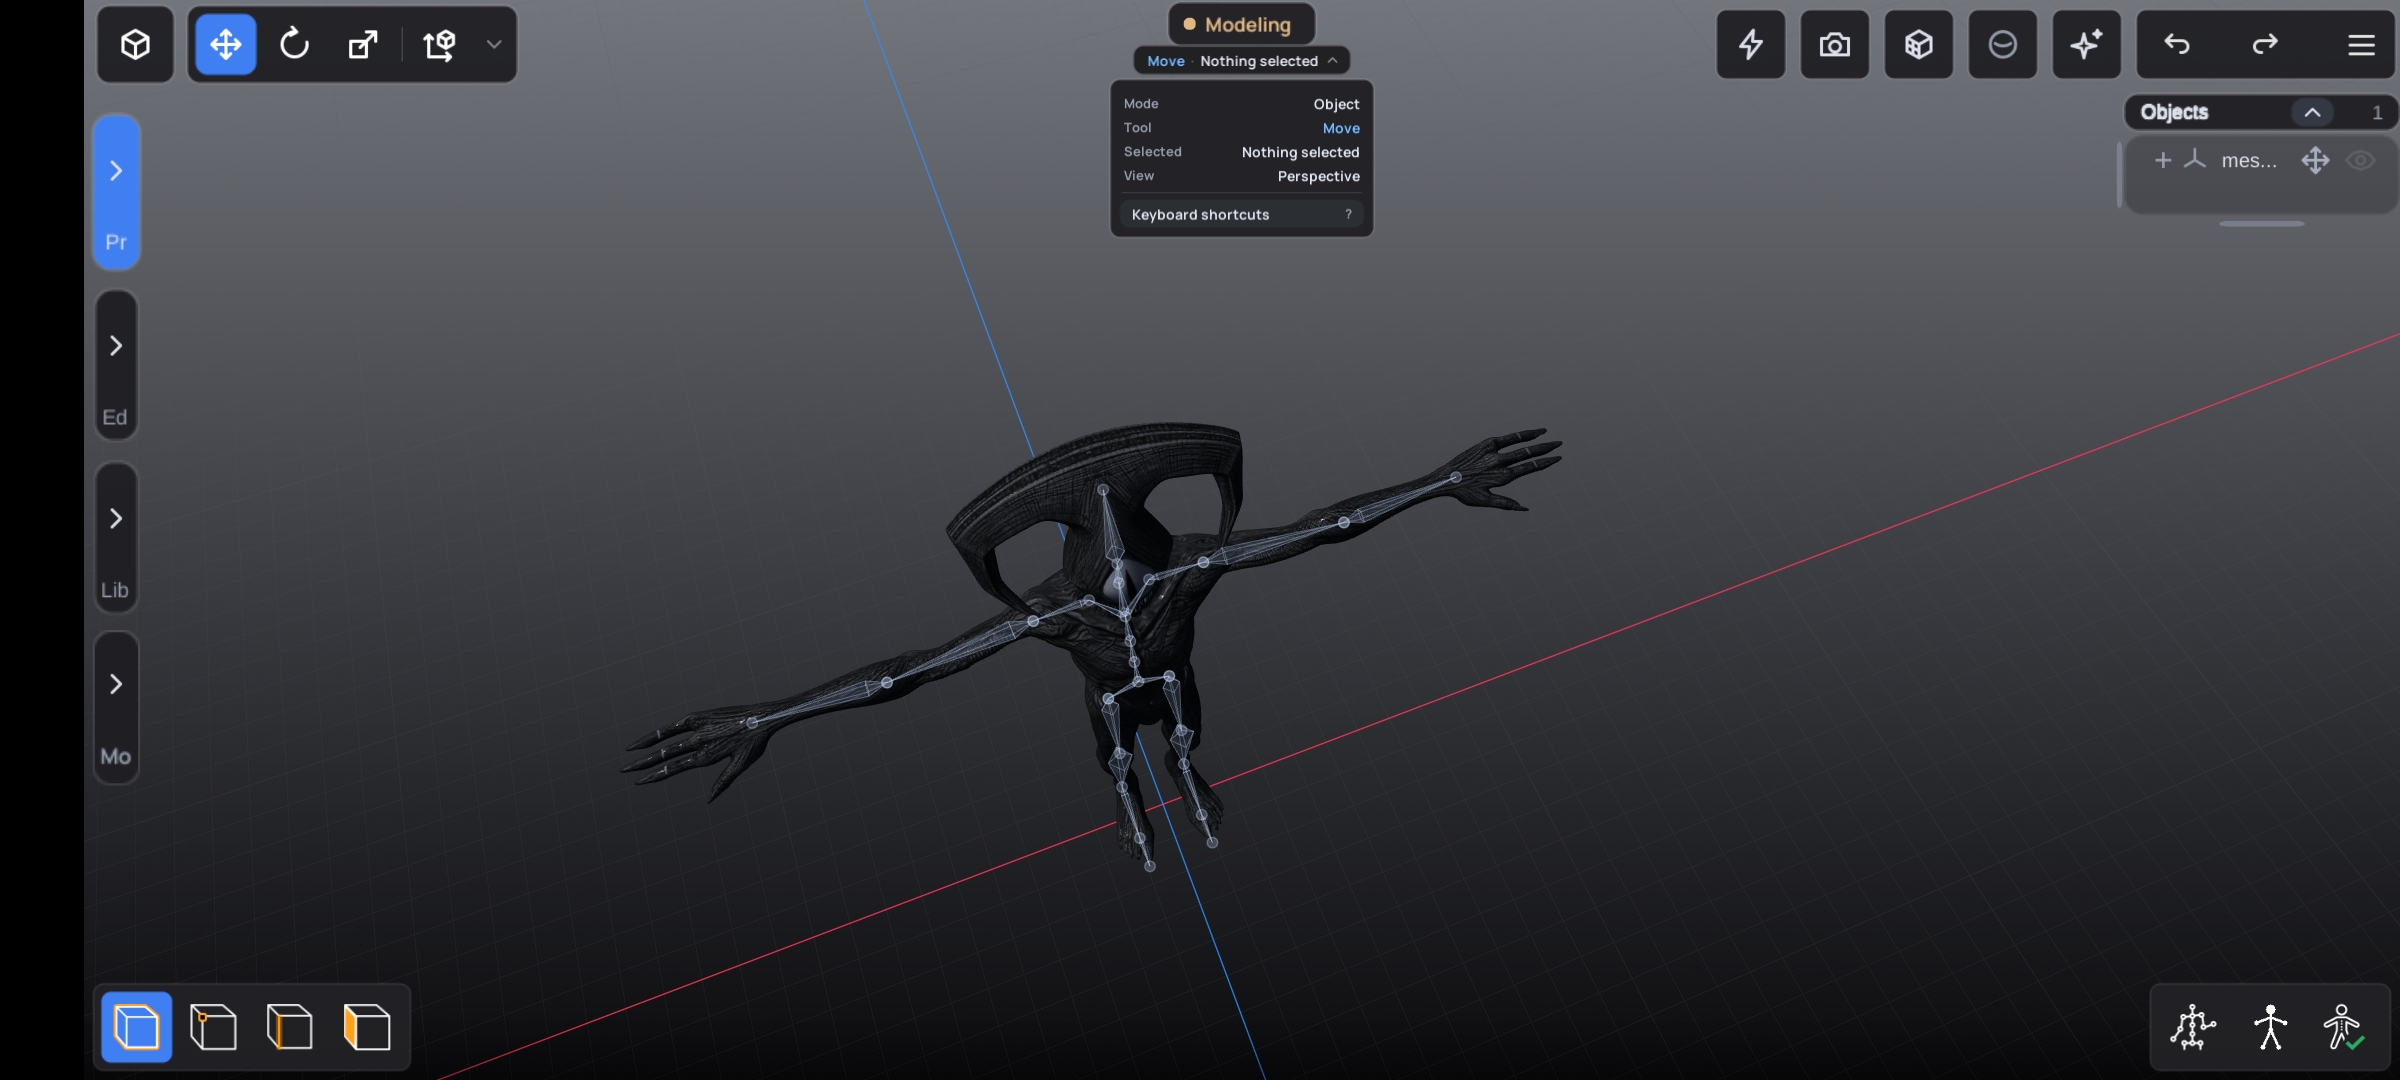 Modeling
Move · Nothing selected
Mode Object
Tool Move
Selected Nothing selected
View Perspective
Keyboard shortcuts ?
Objects 1
mes...
Pr
Ed
Lib
Mo